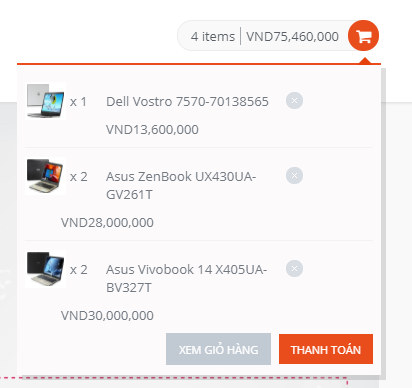 4 items VND75,460,000
x 1 Dell Vostro 7570-70138565
VND13,600,000
x 2 Asus ZenBook UX430UA-
GV261T
VND28,000,000
x 2 Asus Vivobook 14 X405UA-
BV327T
VND30,000,000
XEM GIỎ HÀNG THANH TOÁN